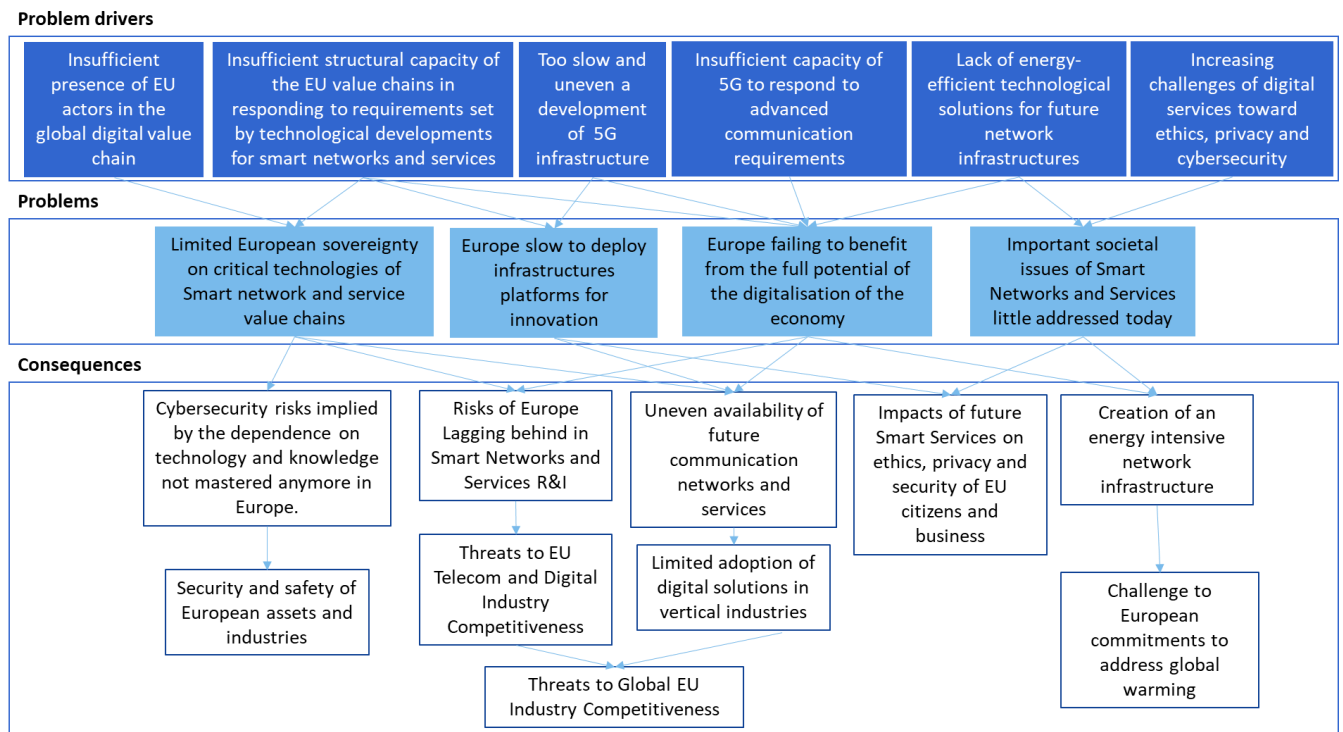 Problem drivers
Insufficient
presence of EU
actors in the
global digital value
chain
Insufficient structural capacity of
the EU value chains in
responding to requirements set
by technological developments
for smart networks and services
Too slow and
uneven a
development
of 5G
infrastructure
Insufficient capacity of
5G to respond to
advanced
communication
requirements
Lack of energy-
efficient technological
solutions for future
network
infrastructures
Increasing
challenges of digital
services toward
ethics, privacy and
cybersecurity
Problems
Limited European sovereignty
on critical technologies of
Smart network and service
value chains
Europe slow to deploy
infrastructures
platforms for
innovation
Europe failing to benefit
from the full potential of
the digitalisation of the
economy
Important societal
issues of Smart
Networks and Services
little addressed today
Consequences
Cybersecurity risks implied
by the dependence on
technology and knowledge
not mastered anymore in
Europe.
Risks of Europe
Lagging behind in
Smart Networks and
Services R&I
Uneven availability of
future
communication
networks and
services
Impacts of future
Smart Services on
ethics, privacy and
security of EU
citizens and
business
Creation of an
energy intensive
network
infrastructure
Security and safety of
European assets and
industries
Threats to EU
Telecom and Digital
Industry
Competitiveness
Limited adoption of
digital solutions in
vertical industries
Challenge to
European
commitments to
address global
warming
Threats to Global EU
Industry Competitiveness